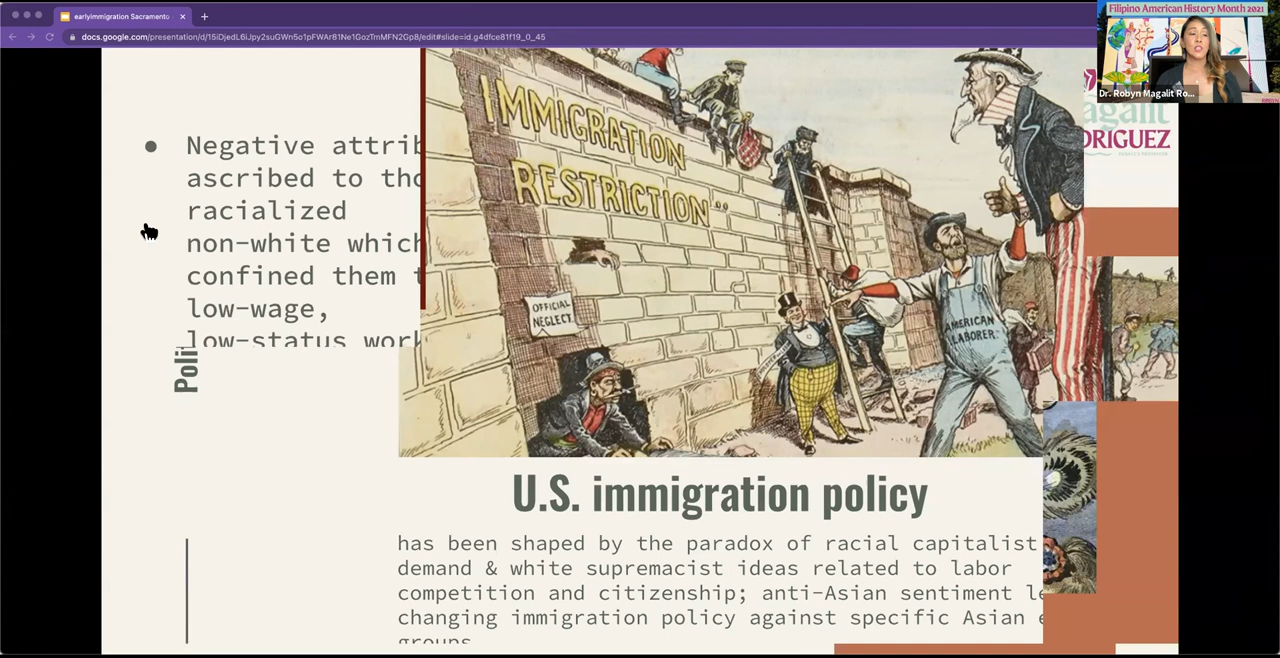 earlyimmigration Sacramento
docs.google.com/presentation/d/15iDjedL6iJpy2suGWn5o1pFWAr81Ne1GozTmMFN2Gp8/edit#slide=id.g4dfce81f19_0_45
Filipino American History Month 2021
Dr. Robyn Magalit Ro...
agalit
DRIGUEZ
● Negative attrib
ascribed to tho
racialized
non-white which
confined them t
low-wage,
low-status work
Poli
IMMIGRATION
RESTRICTION"
OFFICIAL
NEGLECT.
AMERICAN
LABORER.
U.S. immigration policy
has been shaped by the paradox of racial capitalist
demand & white supremacist ideas related to labor
competition and citizenship; anti-Asian sentiment le
changing immigration policy against specific Asian e
groups